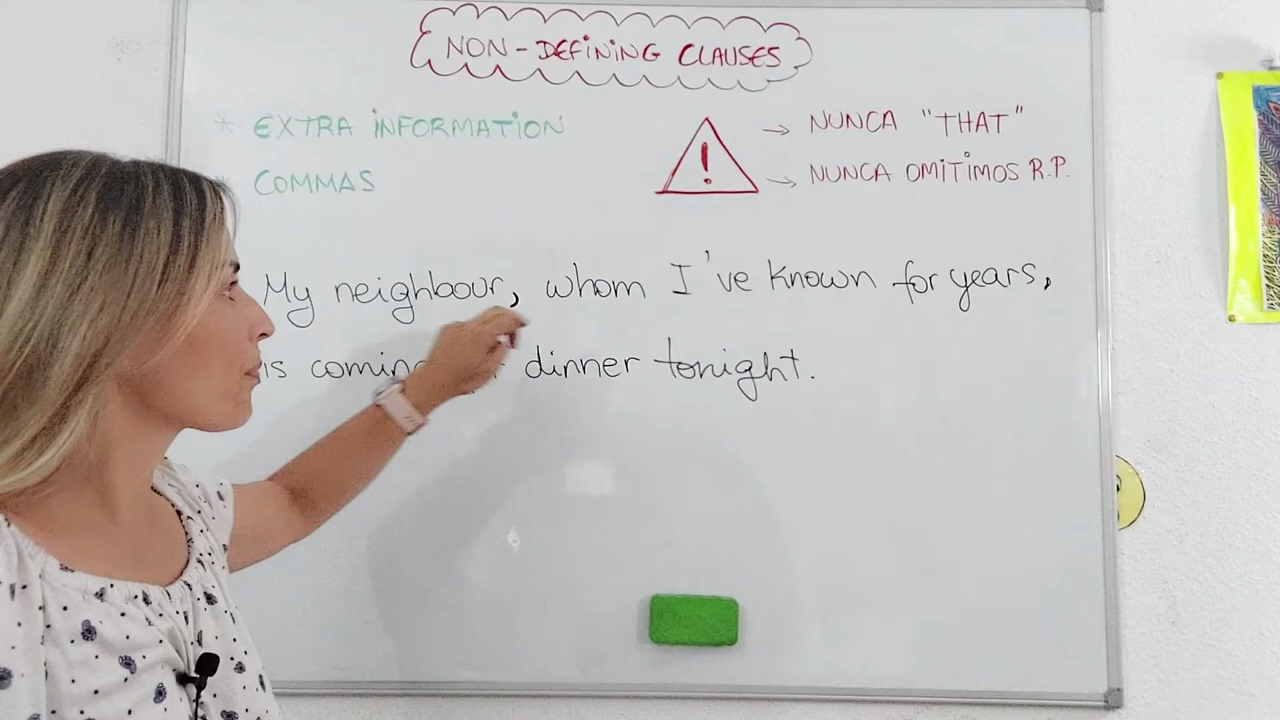 NON-DEFINING CLAUSES
* EXTRA INFORMATION
* COMMAS
→ NUNCA "THAT"
!
→ NUNCA OMITIMOS R.P.
My neighbour, whom I've known for years,
is coming dinner tonight.